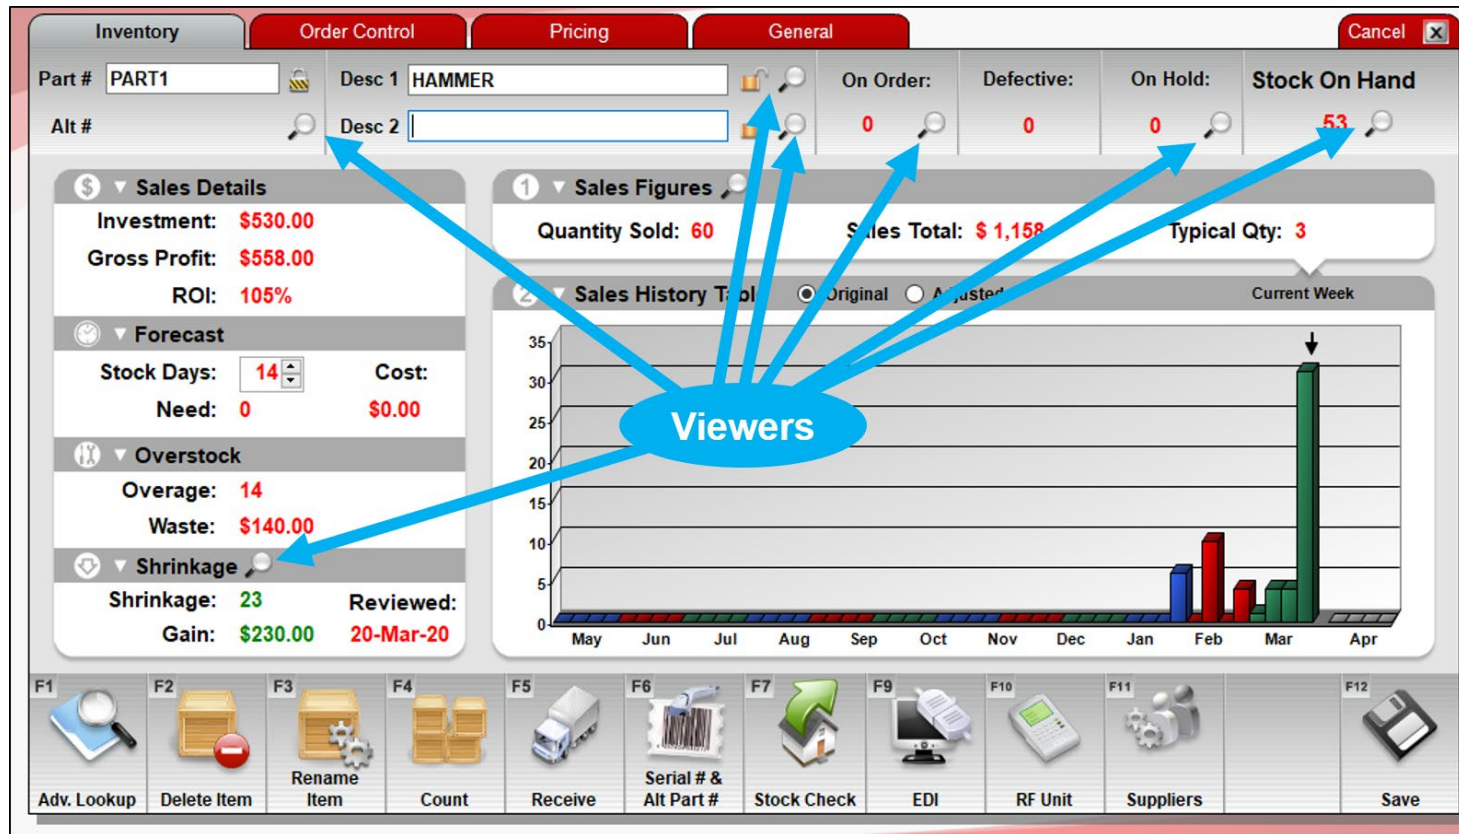 Inventory Order Control Pricing General Cancel X
Part # PART1 Desc 1 HAMMER On Order: Defective: On Hold: Stock On Hand
Alt # Desc 2 0 0 0 53
$ Sales Details
Investment: $530.00
Gross Profit: $558.00
ROI: 105%
Forecast
Stock Days: 14 Cost:
Need: 0 $0.00
Overstock
Overage: 14
Waste: $140.00
Shrinkage
Shrinkage: 23 Reviewed:
Gain: $230.00 20-Mar-20
1 Sales Figures
Quantity Sold: 60 Sales Total: $ 1,158 Typical Qty: 3
2 Sales History Table Original Adjusted Current Week
35
30
25
20
15
10
5
0
May Jun Jul Aug Sep Oct Nov Dec Jan Feb Mar Apr
Viewers
F1 F2 F3 F4 F5 F6 F7 F9 F10 F11 F12
Adv. Lookup
Delete Item
Rename
Item
Count
Receive
Serial # &
Alt Part #
Stock Check
EDI
RF Unit
Suppliers
Save